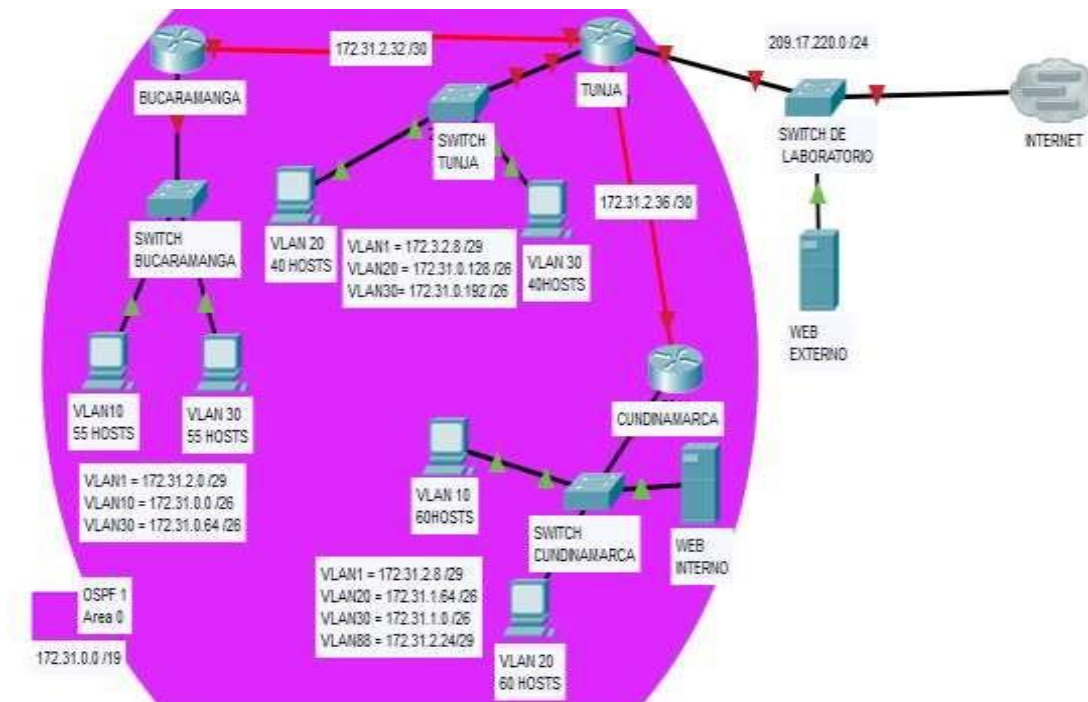 172.31.2.32 /30
209.17.220.0 /24
BUCARAMANGA
TUNJA
SWITCH
TUNJA
SWITCH DE
LABORATORIO
INTERNET
172.31.2.36 /30
SWITCH
BUCARAMANGA
VLAN 20
40 HOSTS
VLAN1 = 172.3.2.8 /29
VLAN20 = 172.31.0.128 /26
VLAN30= 172.31.0.192 /26
VLAN 30
40HOSTS
WEB
EXTERNO
VLAN10
55 HOSTS
VLAN 30
55 HOSTS
CUNDINAMARCA
VLAN1 = 172.31.2.0 /29
VLAN10 = 172.31.0.0 /26
VLAN30 = 172.31.0.64 /26
VLAN 10
60HOSTS
SWITCH
CUNDINAMARCA
WEB
INTERNO
VLAN1 = 172.31.2.8 /29
VLAN20 = 172.31.1.64 /26
VLAN30 = 172.31.1.0 /26
VLAN88 = 172.31.2.24/29
OSPF 1
Area 0
172.31.0.0 /19
VLAN 20
60 HOSTS